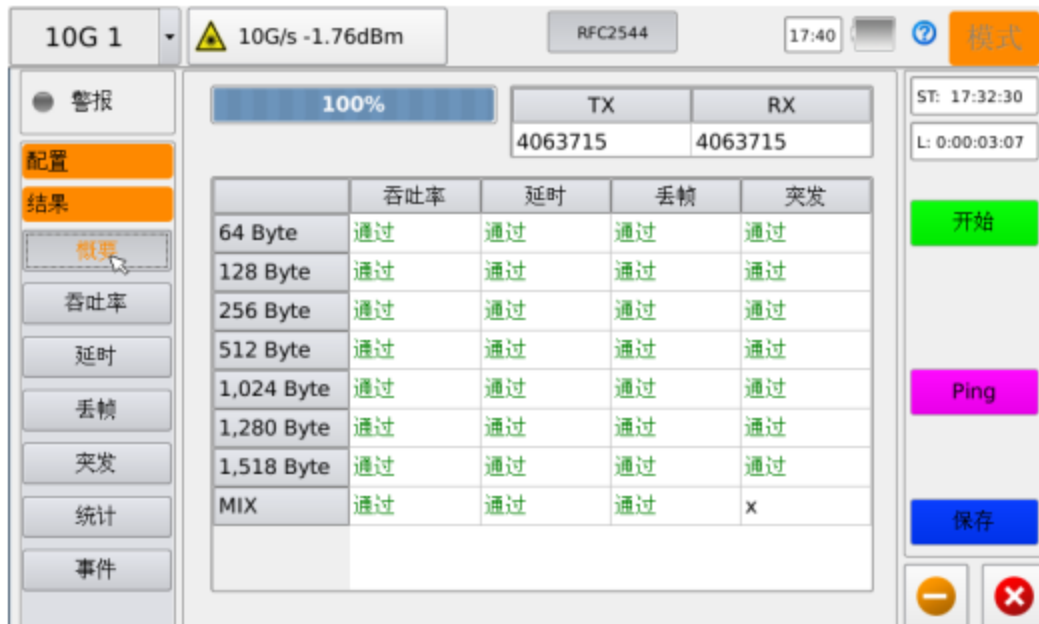 10G 1 10G/s -1.76dBm RFC2544 17:40 模式
警报
配置
结果
概要
吞吐率
延时
丢帧
突发
统计
事件
100%
TX RX
4063715 4063715
吞吐率 延时 丢帧 突发
64 Byte 通过 通过 通过 通过
128 Byte 通过 通过 通过 通过
256 Byte 通过 通过 通过 通过
512 Byte 通过 通过 通过 通过
1,024 Byte 通过 通过 通过 通过
1,280 Byte 通过 通过 通过 通过
1,518 Byte 通过 通过 通过 通过
MIX 通过 通过 通过 x
ST: 17:32:30
L: 0:00:03:07
开始
Ping
保存